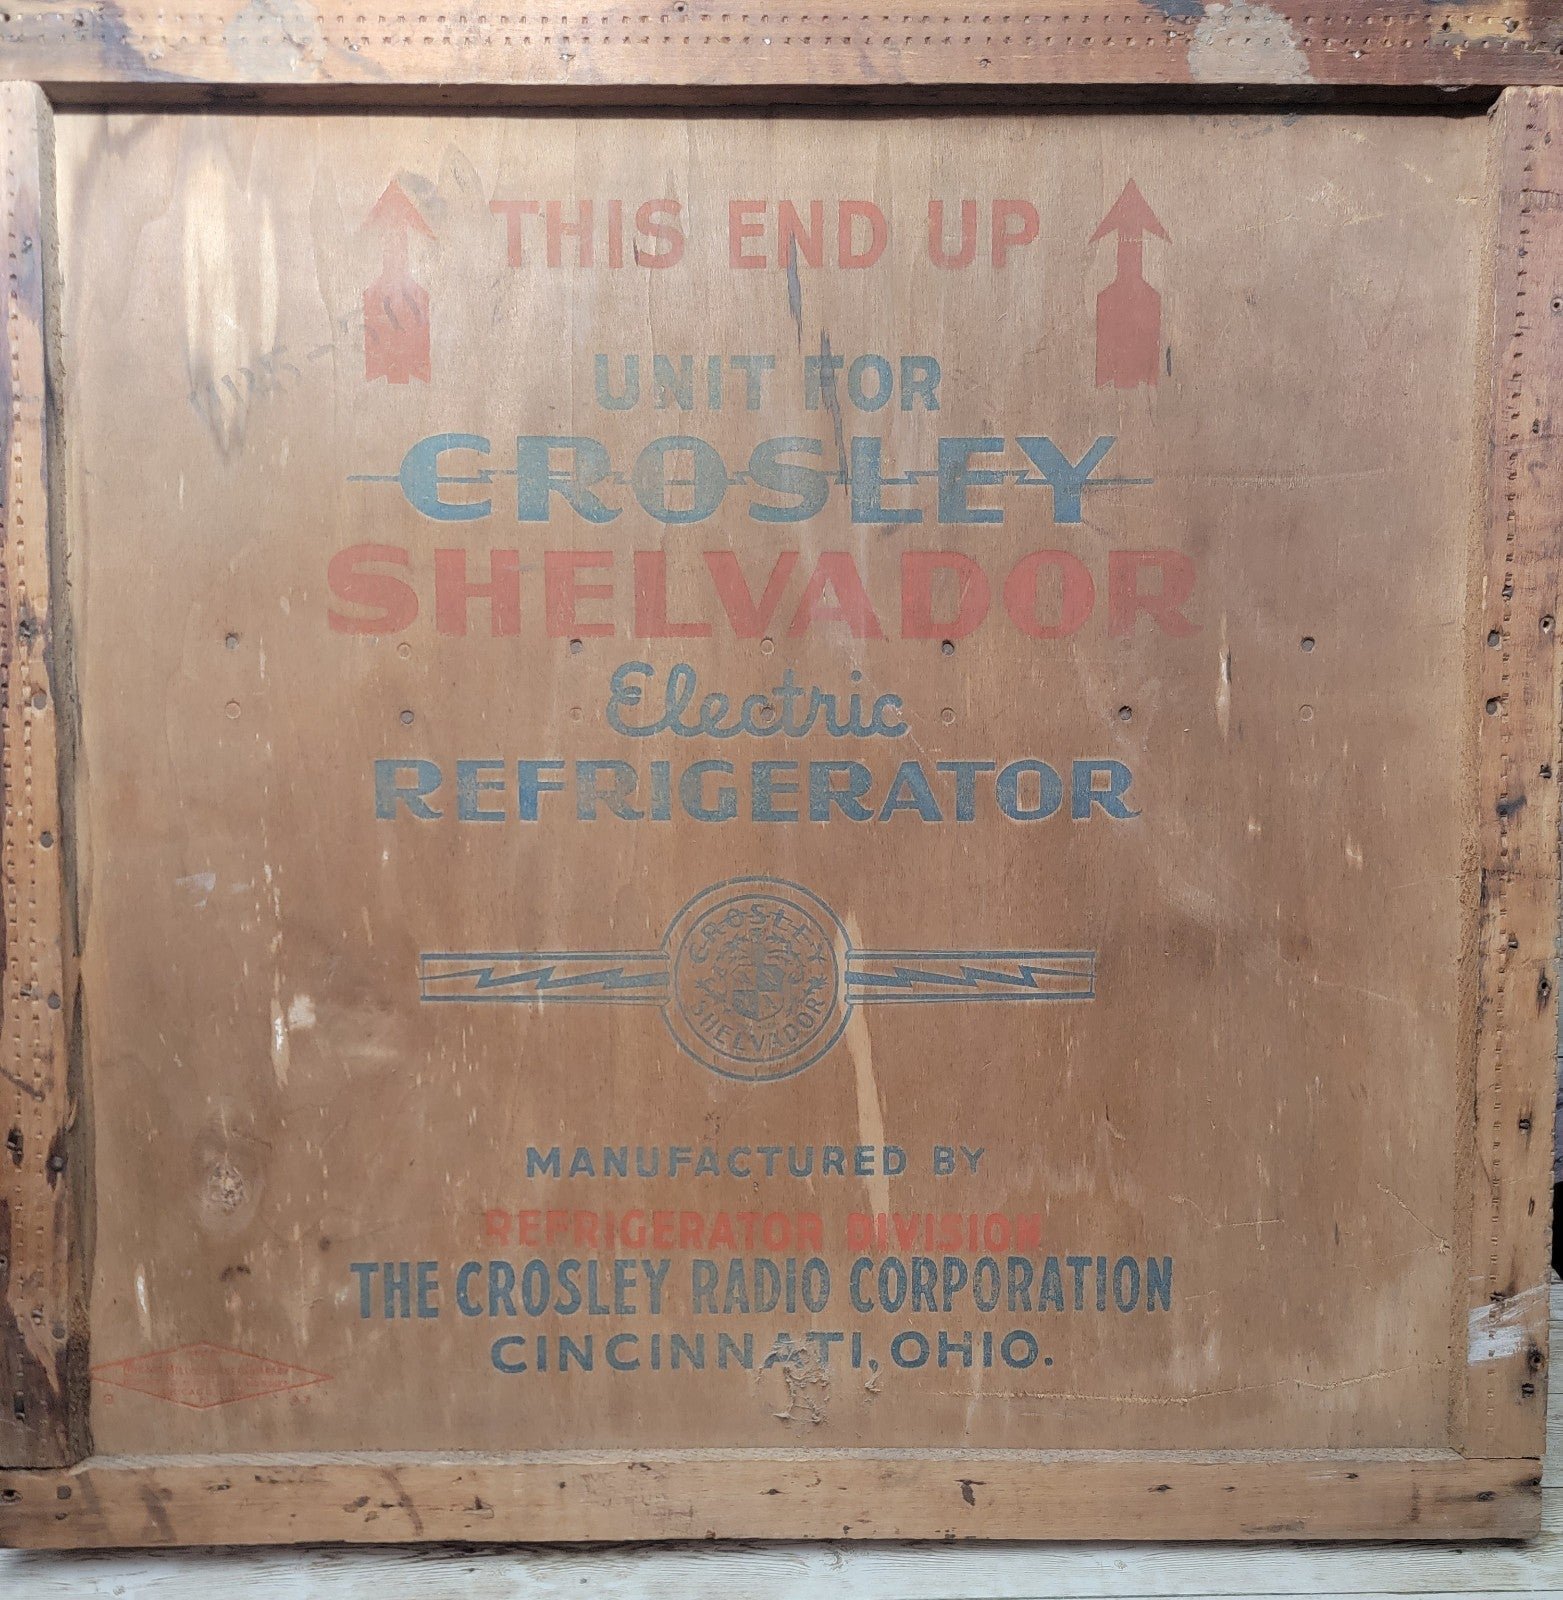 THIS END UP
UNIT FOR
CROSLEY
SHELVADOR
Electric
REFRIGERATOR
CROSLEY
SHELVADOR
MANUFACTURED BY
REFRIGERATOR DIVISION
THE CROSLEY RADIO CORPORATION
CINCINNATI, OHIO.